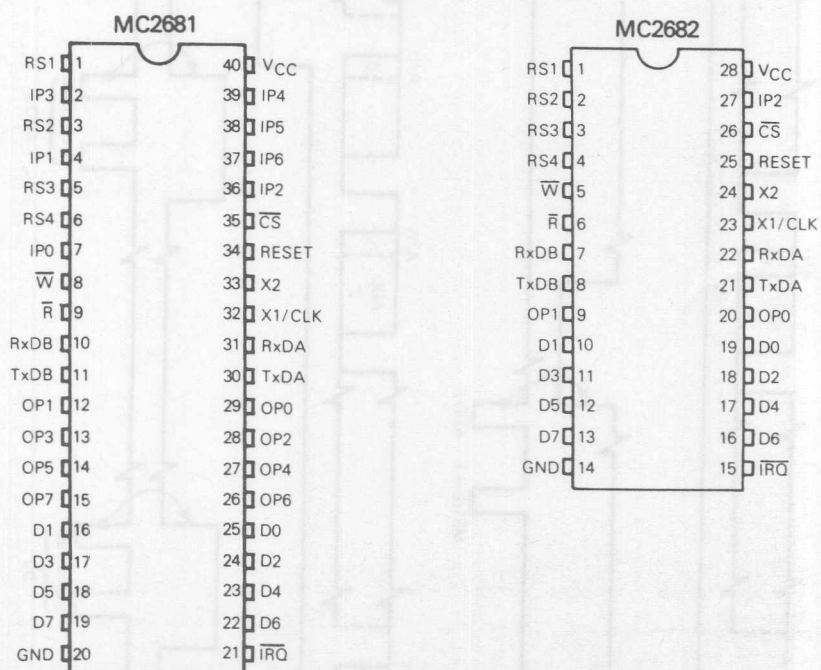 MC2681
RS1 1 40 VCC
IP3 2 39 IP4
RS2 3 38 IP5
IP1 4 37 IP6
RS3 5 36 IP2
RS4 6 35 C̅S̅
IP0 7 34 RESET
W̅ 8 33 X2
R̅ 9 32 X1/CLK
RxDB 10 31 RxDA
TxDB 11 30 TxDA
OP1 12 29 OP0
OP3 13 28 OP2
OP5 14 27 OP4
OP7 15 26 OP6
D1 16 25 D0
D3 17 24 D2
D5 18 23 D4
D7 19 22 D6
GND 20 21 I̅R̅Q̅
MC2682
RS1 1 28 VCC
RS2 2 27 IP2
RS3 3 26 C̅S̅
RS4 4 25 RESET
W̅ 5 24 X2
R̅ 6 23 X1/CLK
RxDB 7 22 RxDA
TxDB 8 21 TxDA
OP1 9 20 OP0
D1 10 19 D0
D3 11 18 D2
D5 12 17 D4
D7 13 16 D6
GND 14 15 I̅R̅Q̅